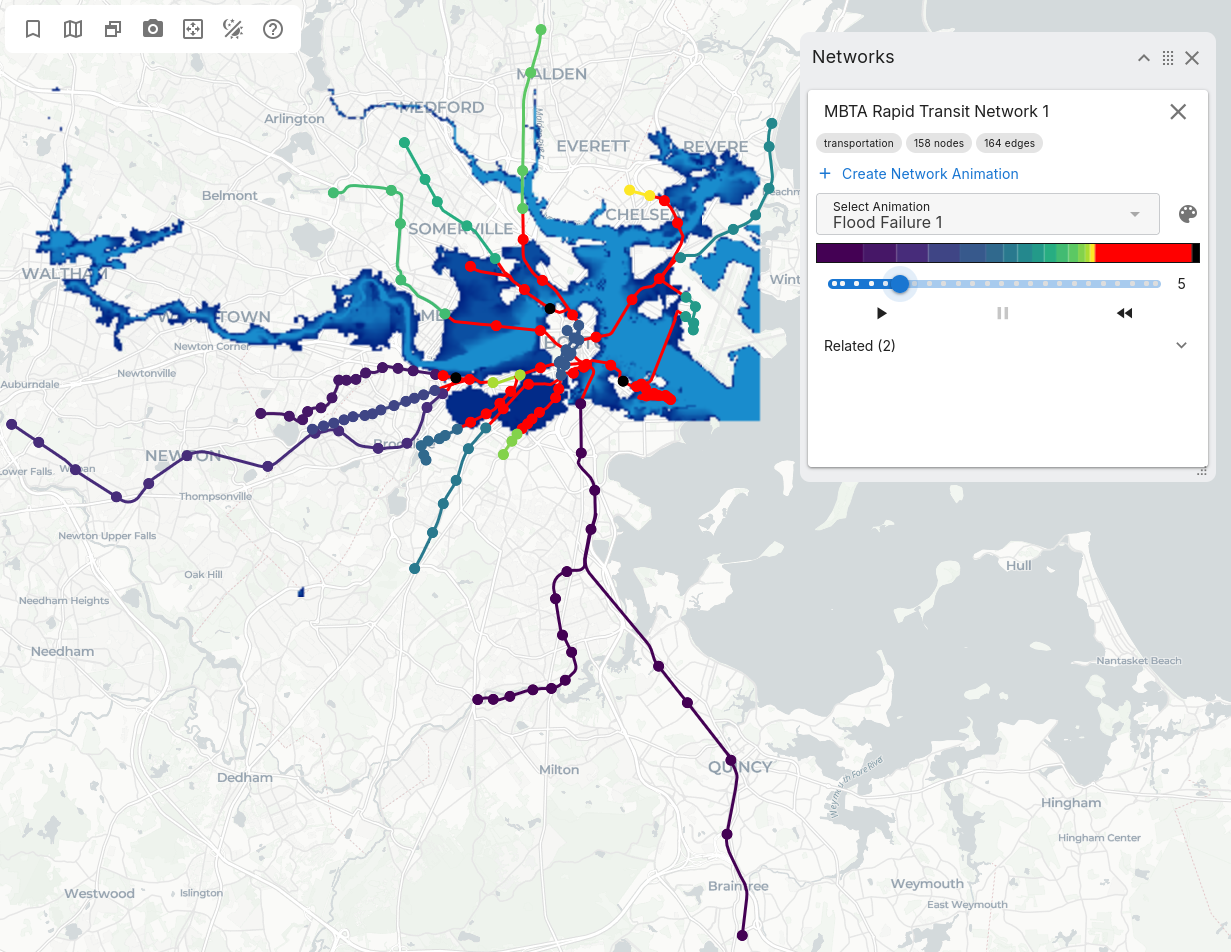 Networks
MBTA Rapid Transit Network 1
transportation
158 nodes
164 edges
+ Create Network Animation
Select Animation
Flood Failure 1
5
Related (2)
MALDEN
MEDFORD
Arlington
EVERETT
REVERE
Belmont
CHELSEA
SOMERVILLE
WALTHAM
Newton Corner
Newtonville
Auburndale
Lower Falls
NEWTON
Thompsonville
Newton Upper Falls
Oak Hill
Needham Heights
Needham
Hull
Nantasket Beach
Milton
QUINCY
Dedham
Weymouth Fore River
Hingham
Hingham Center
Braintree
Weymouth
East Weymouth
Westwood
Islington